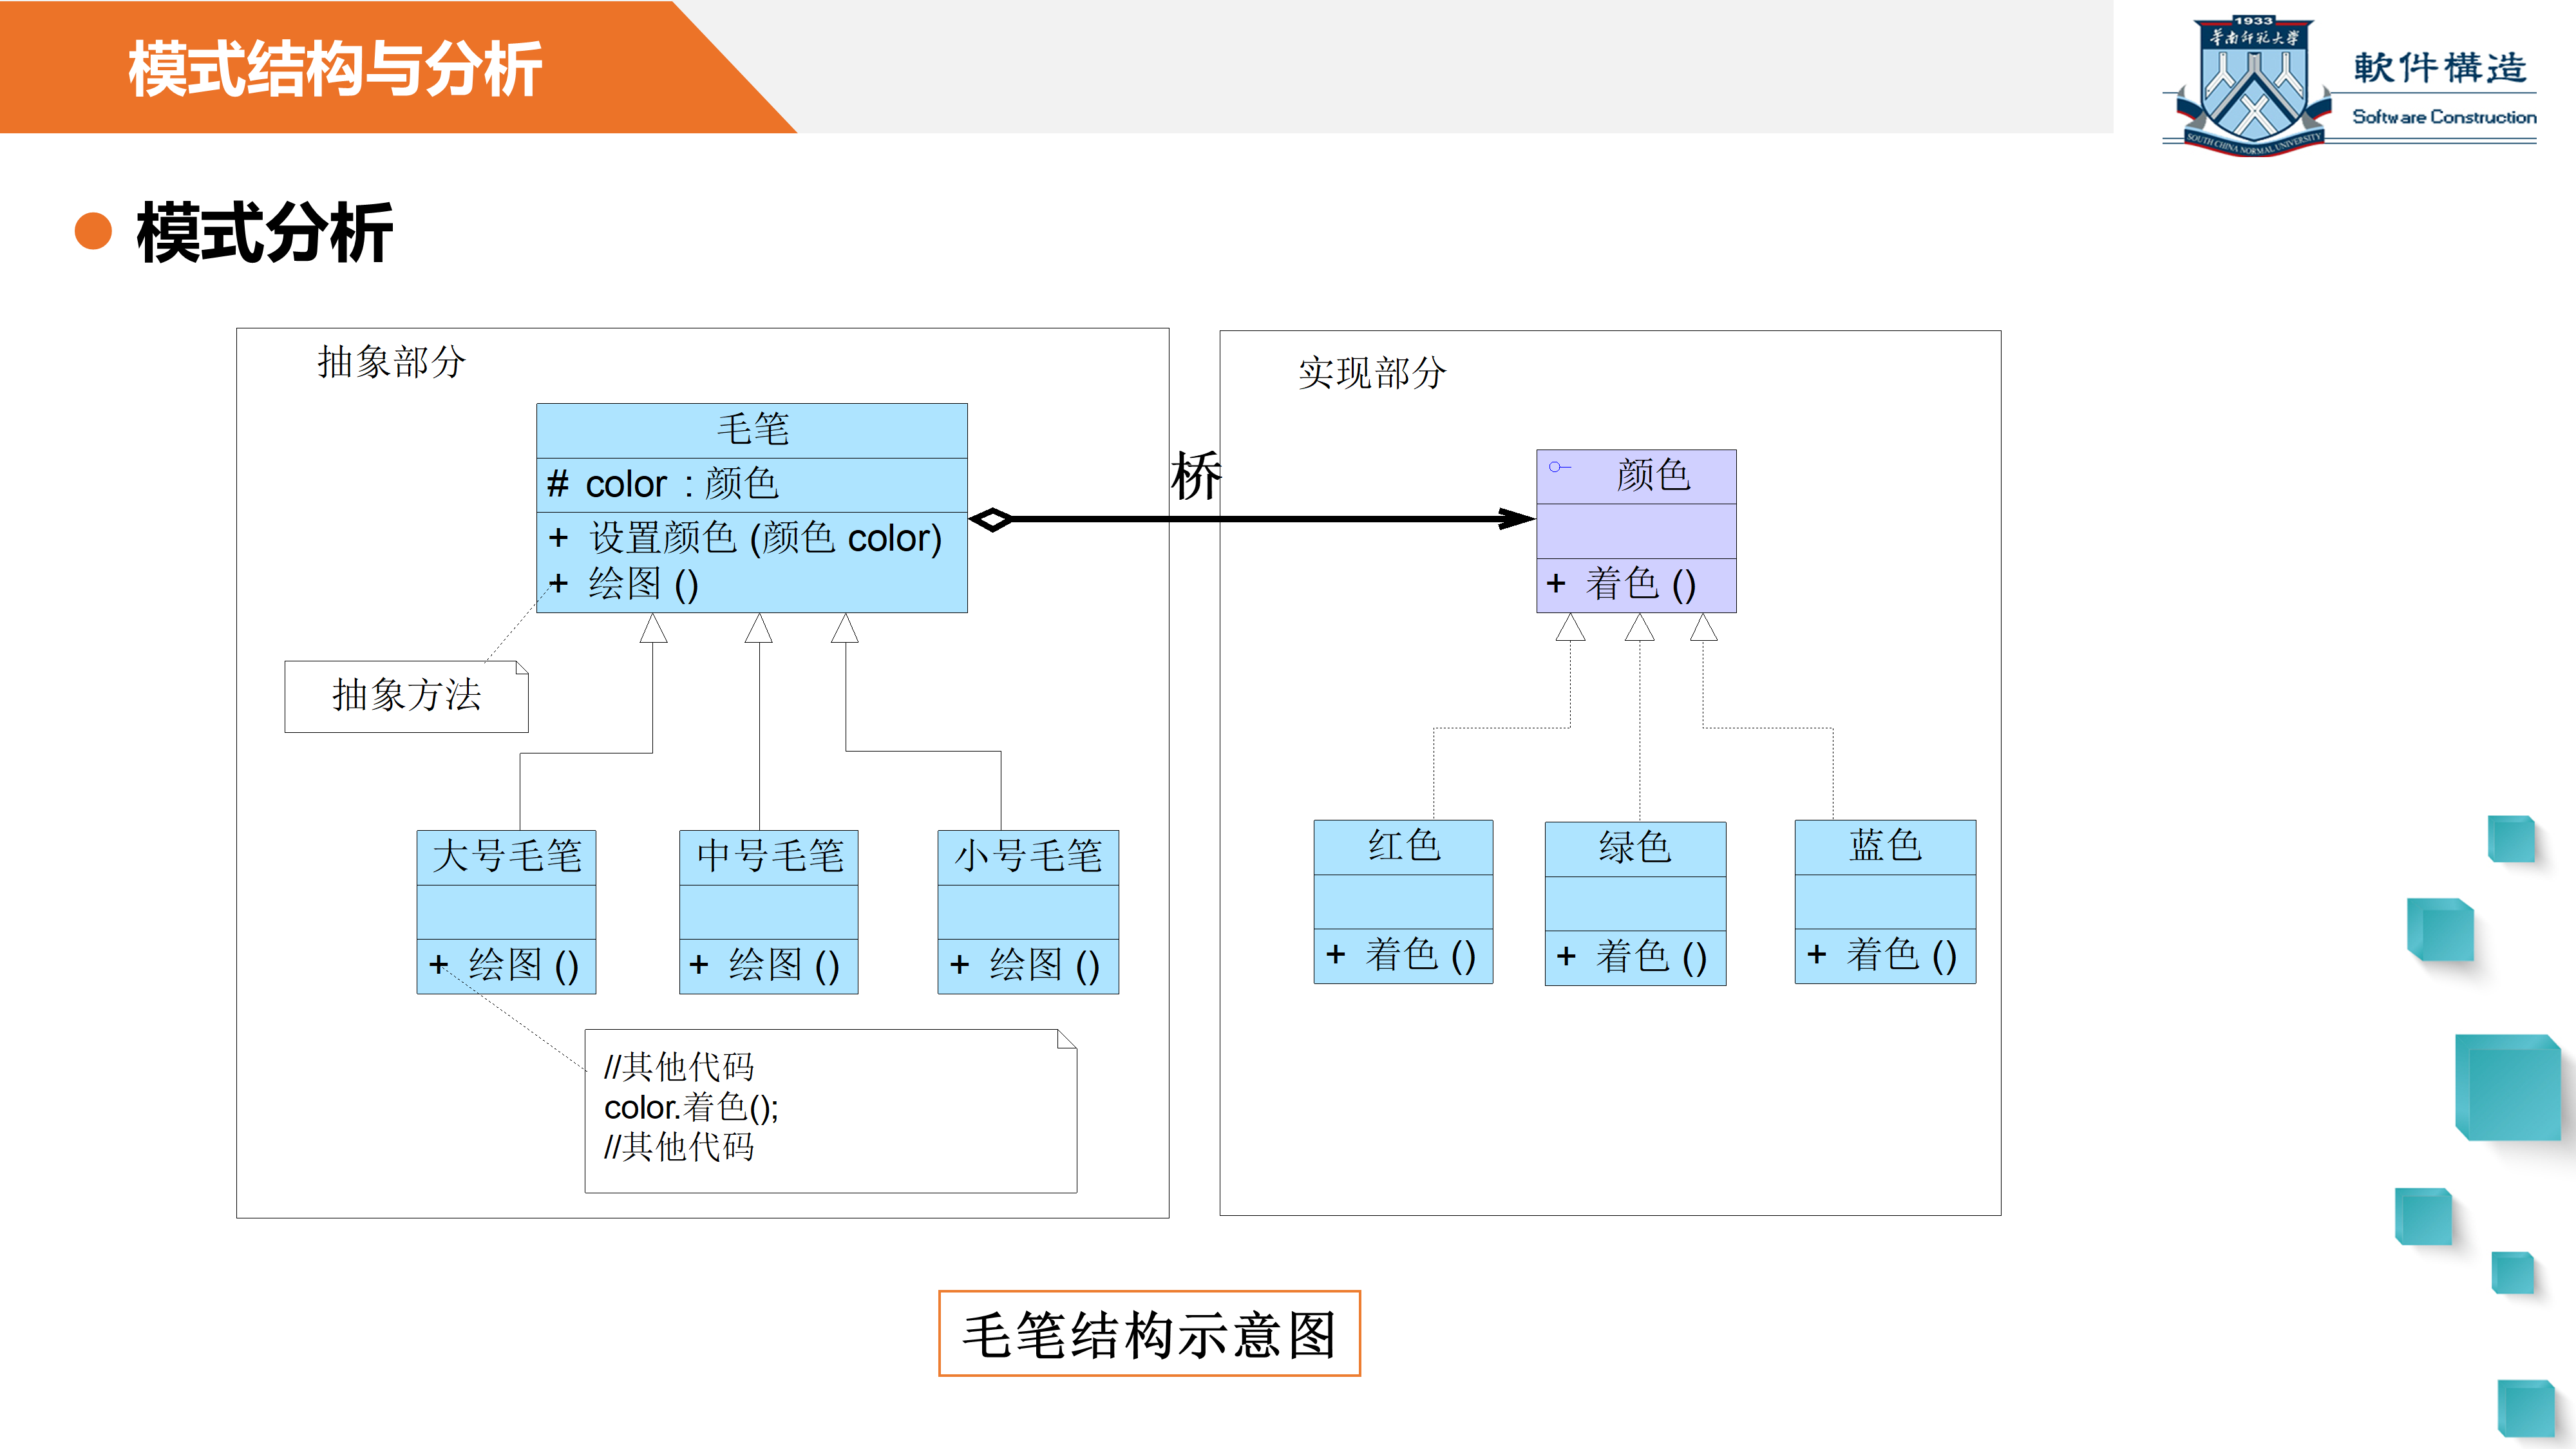 模式结构与分析
1933
华南师范大学
SOUTH CHINA NORMAL UNIVERSITY
軟件構造
Software Construction
模式分析
抽象部分
毛笔
# color : 颜色
+ 设置颜色 (颜色 color)
+ 绘图 ()
抽象方法
大号毛笔
+ 绘图 ()
中号毛笔
+ 绘图 ()
小号毛笔
+ 绘图 ()
//其他代码
color.着色();
//其他代码
桥
实现部分
颜色
+ 着色 ()
红色
+ 着色 ()
绿色
+ 着色 ()
蓝色
+ 着色 ()
毛笔结构示意图